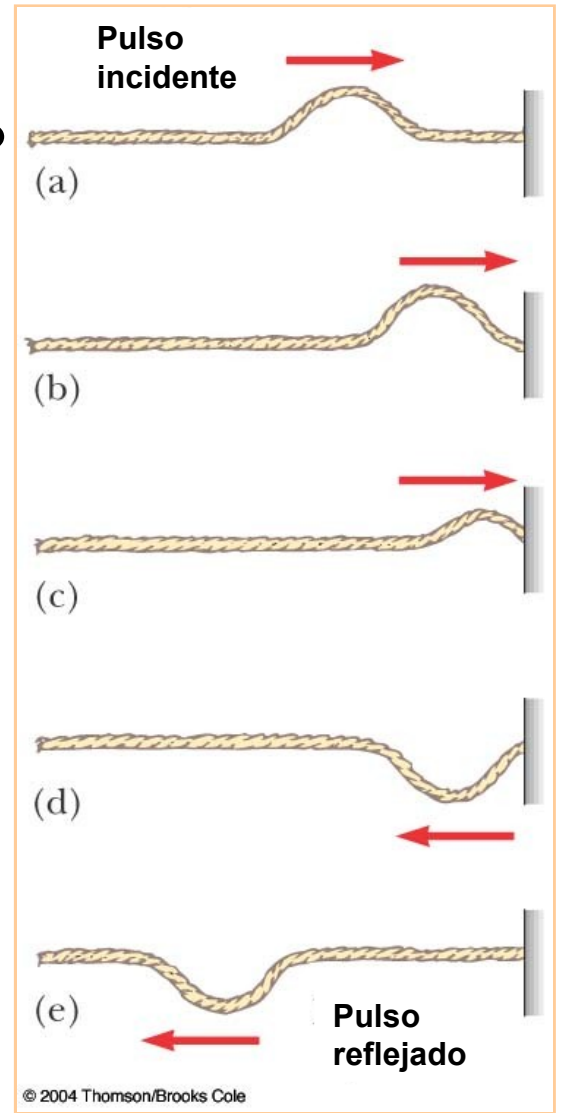 Pulso
incidente
(a)
(b)
(c)
(d)
(e)
Pulso
reflejado
© 2004 Thomson/Brooks Cole